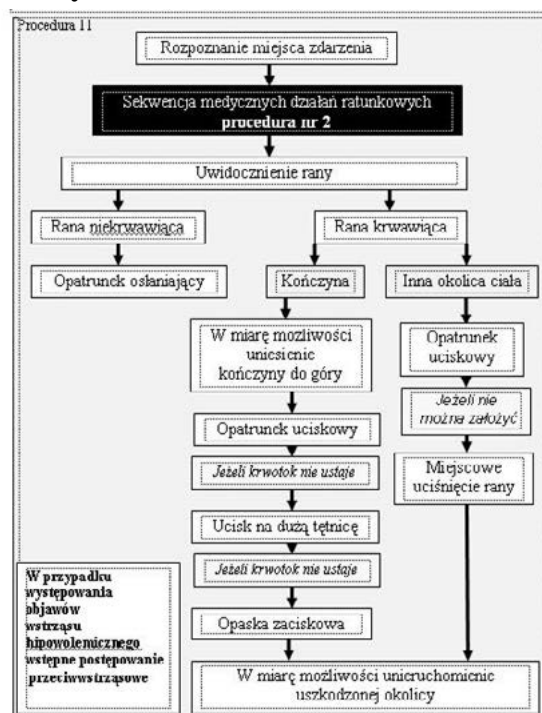 Procedura 11
Rozpoznanie miejsca zdarzenia
Sekwencja medycznych działań ratunkowych
procedura nr 2
Uwidocznienie rany
Rana niekrwawiąca
Rana krwawiąca
Opatrunek osłaniający
Kończyna
Inna okolica ciała
W miarę możliwości
uniesienie
kończyny do góry
Opatrunek
uciskowy
Jeżeli nie
można założyć
Opatrunek uciskowy
Jeżeli krwotok nie ustaje
Miejscowe
uciśnięcie rany
Ucisk na dużą tętnicę
Jeżeli krwotok nie ustaje
Opaska zaciskowa
W miarę możliwości unieruchomienie
uszkodzonej okolicy
W przypadku
występowania
objawów
wstrząsu
hipowolemicznego
wstępne postępowanie
przeciwwstrząsowe